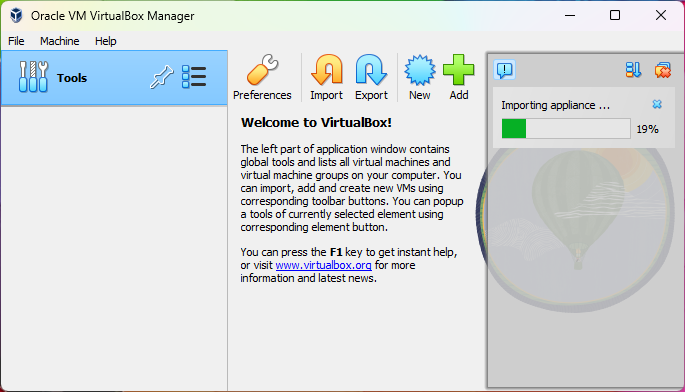 Oracle VM VirtualBox Manager
File Machine Help
Tools
Preferences Import Export New Add
Welcome to VirtualBox!
The left part of application window contains
global tools and lists all virtual machines and
virtual machine groups on your computer. You
can import, add and create new VMs using
corresponding toolbar buttons. You can popup
a tools of currently selected element using
corresponding element button.
You can press the F1 key to get instant help,
or visit www.virtualbox.org for more
information and latest news.
Importing appliance ...
19%